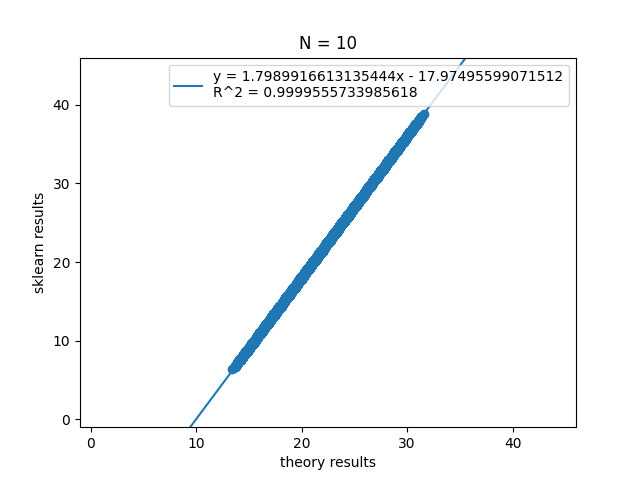 N = 10
y = 1.7989916613135444x - 17.97495599071512
R^2 = 0.9999555733985618
40
30
20
10
0
sklearn results
0 10 20 30 40
theory results